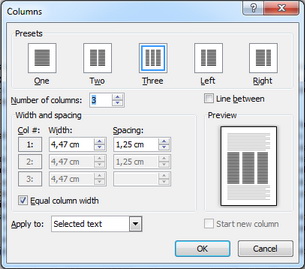 Columns
Presets
One Two Three Left Right
Number of columns: 3 Line between
Width and spacing Preview
Col #: Width: Spacing:
1: 4,47 cm 1,25 cm
2: 4,47 cm 1,25 cm
3: 4,47 cm
Equal column width
Apply to: Selected text Start new column
OK Cancel